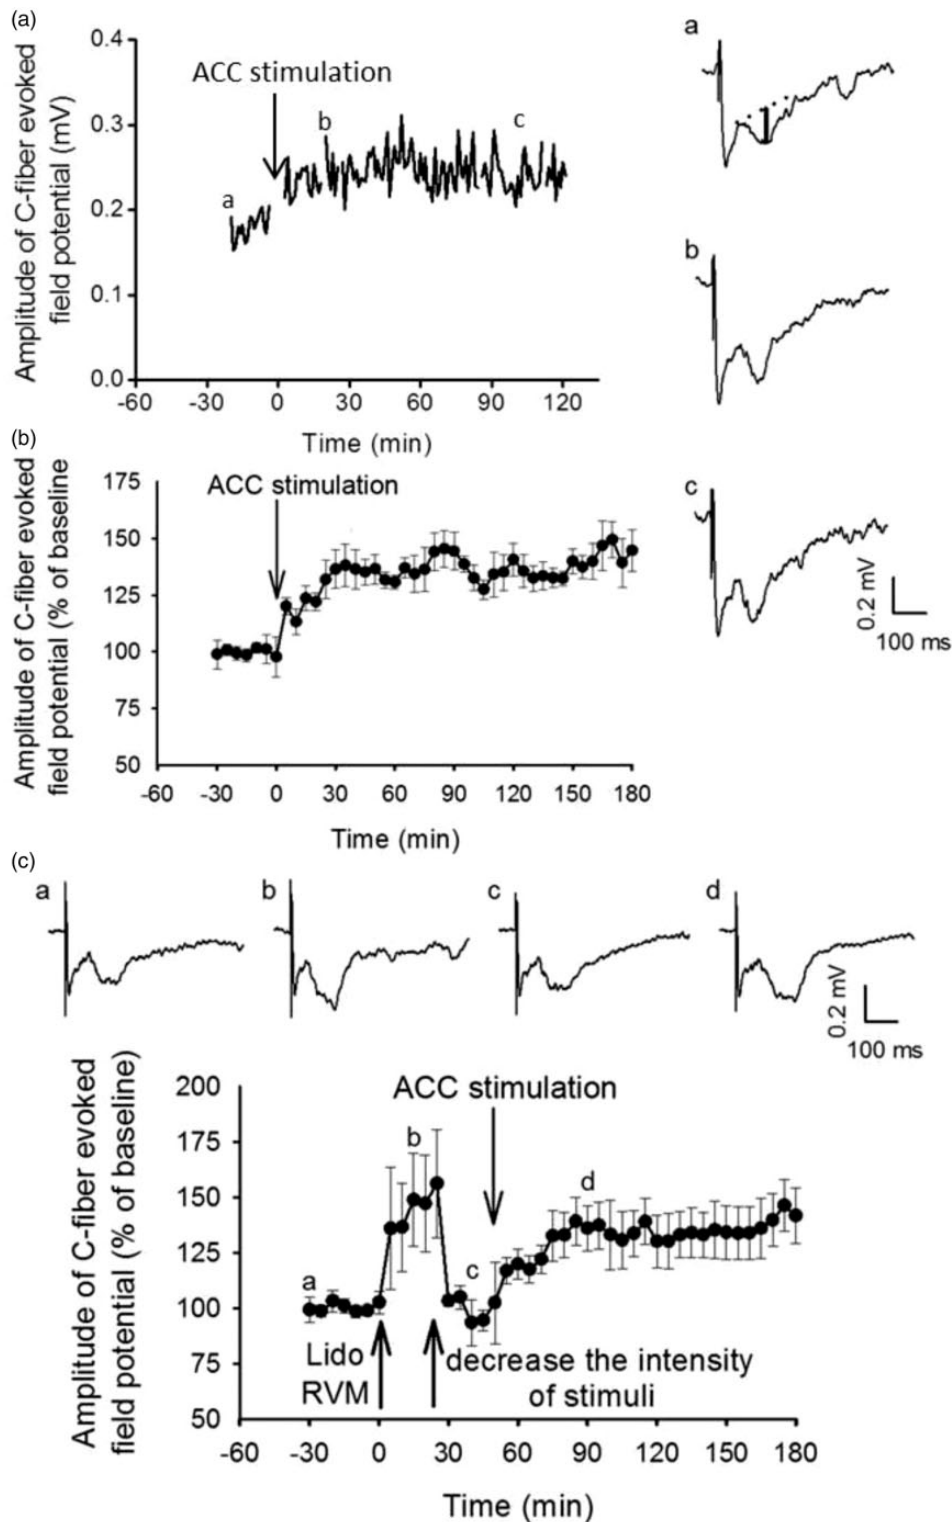 (a)
Amplitude of C-fiber evoked
field potential (mV)
0.4
0.3
0.2
0.1
0.0
ACC stimulation
a
b
c
-60 -30 0 30 60 90 120
Time (min)
a
b
c
0.2 mV
100 ms
(b)
Amplitude of C-fiber evoked
field potential (% of baseline
175
150
125
100
75
50
ACC stimulation
-60 -30 0 30 60 90 120 150 180
Time (min)
(c)
a
b
c
d
0.2 mV
100 ms
Amplitude of C-fiber evoked
field potential (% of baseline)
200
175
150
125
100
75
50
ACC stimulation
a
b
c
d
Lido
RVM
decrease the intensity
of stimuli
-60 -30 0 30 60 90 120 150 180
Time (min)